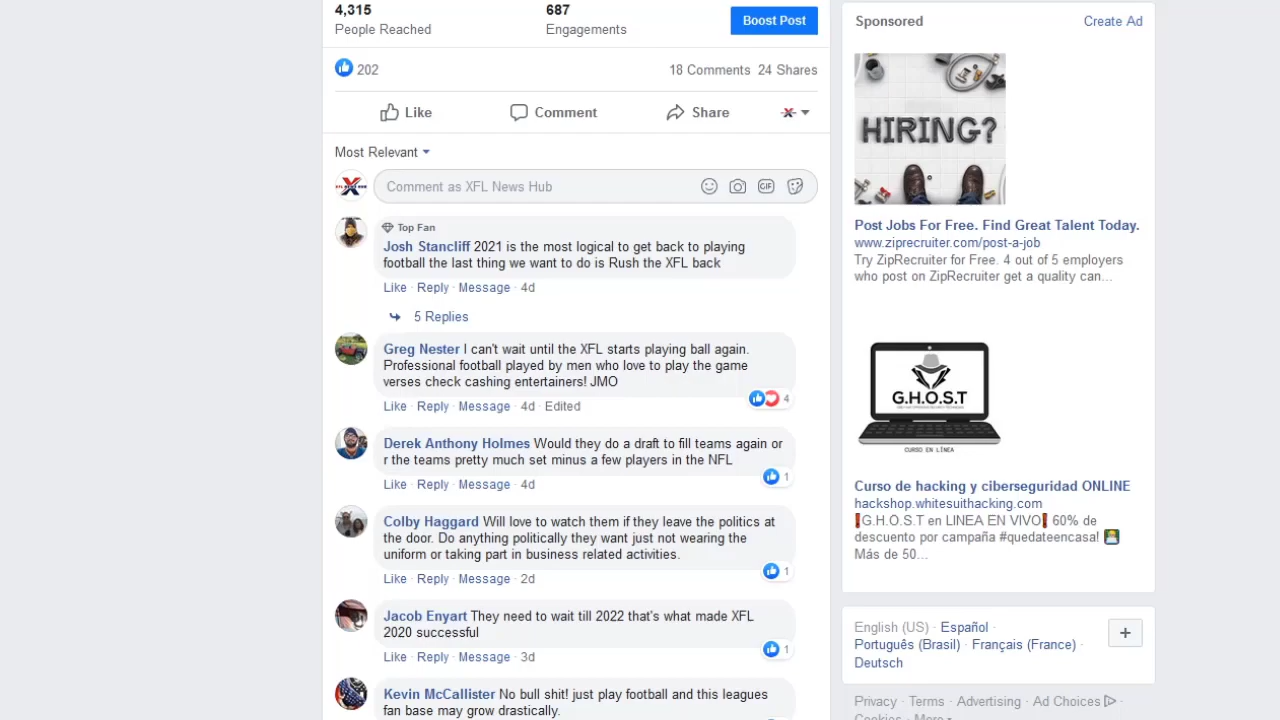 4,315
People Reached
687
Engagements
Boost Post
202
18 Comments 24 Shares
Like
Comment
Share
Most Relevant
Comment as XFL News Hub
GIF
Top Fan
Josh Stancliff 2021 is the most logical to get back to playing
football the last thing we want to do is Rush the XFL back
Like · Reply · Message · 4d
5 Replies
Greg Nester I can't wait until the XFL starts playing ball again.
Professional football played by men who love to play the game
verses check cashing entertainers! JMO
4
Like · Reply · Message · 4d · Edited
Derek Anthony Holmes Would they do a draft to fill teams again or
r the teams pretty much set minus a few players in the NFL
1
Like · Reply · Message · 4d
Colby Haggard Will love to watch them if they leave the politics at
the door. Do anything politically they want just not wearing the
uniform or taking part in business related activities.
1
Like · Reply · Message · 2d
Jacob Enyart They need to wait till 2022 that's what made XFL
2020 successful
1
Like · Reply · Message · 3d
Kevin McCallister No bull shit! just play football and this leagues
fan base may grow drastically.
Sponsored
Create Ad
HIRING?
Post Jobs For Free. Find Great Talent Today.
www.ziprecruiter.com/post-a-job
Try ZipRecruiter for Free. 4 out of 5 employers
who post on ZipRecruiter get a quality can...
G.H.O.S.T
CURSO EN LÍNEA
Curso de hacking y ciberseguridad ONLINE
hackshop.whitesuithacking.com
❗G.H.O.S.T en LINEA EN VIVO❗ 60% de
descuento por campaña #quedateencasa!
Más de 50...
English (US) · Español ·
Português (Brasil) · Français (France) ·
Deutsch
Privacy · Terms · Advertising · Ad Choices ·
Cookies · More